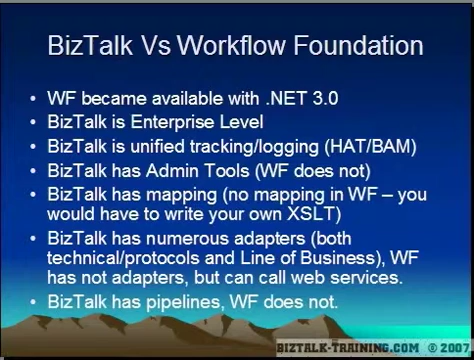 BizTalk Vs Workflow Foundation
• WF became available with .NET 3.0
• BizTalk is Enterprise Level
• BizTalk is unified tracking/logging (HAT/BAM)
• BizTalk has Admin Tools (WF does not)
• BizTalk has mapping (no mapping in WF – you
would have to write your own XSLT)
• BizTalk has numerous adapters (both
technical/protocols and Line of Business), WF
has not adapters, but can call web services.
• BizTalk has pipelines, WF does not.
BIZTALK-TRAINING.COM © 2007